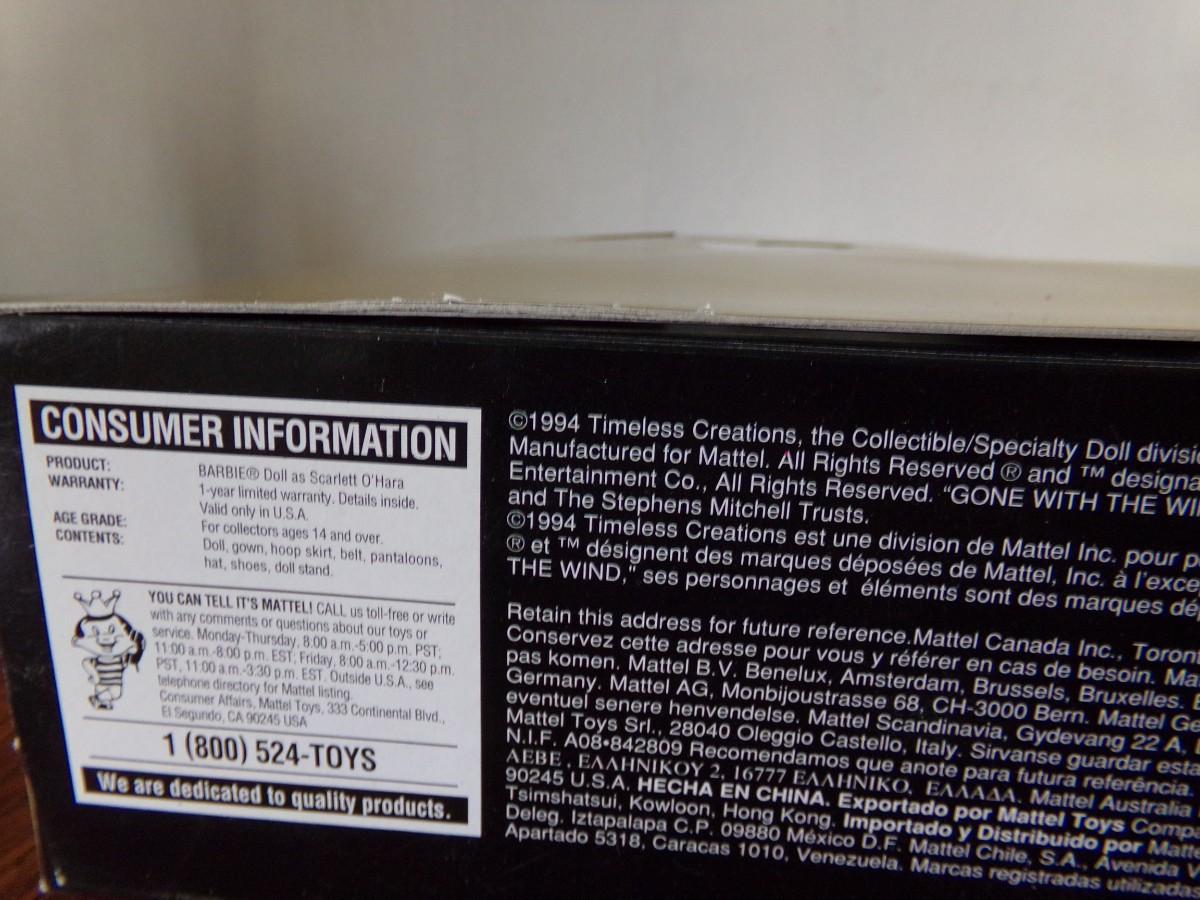 CONSUMER INFORMATION
PRODUCT: BARBIE® Doll as Scarlett O'Hara
WARRANTY: 1-year limited warranty. Details inside.
Valid only in U.S.A.
AGE GRADE: For collectors ages 14 and over.
CONTENTS: Doll, gown, hoop skirt, belt, pantaloons,
hat, shoes, doll stand.
YOU CAN TELL IT'S MATTEL! CALL us toll-free or write
with any comments or questions about our toys or
service. Monday-Thursday, 8:00 a.m.-5:00 p.m. PST;
11:00 a.m.-8:00 p.m. EST; Friday, 8:00 a.m.-12:30 p.m.
PST, 11:00 a.m.-3:30 p.m. EST. Outside U.S.A., see
telephone directory for Mattel listing.
Consumer Affairs, Mattel Toys, 333 Continental Blvd.,
El Segundo, CA 90245 USA
1 (800) 524-TOYS
We are dedicated to quality products.
©1994 Timeless Creations, the Collectible/Specialty Doll divisi
Manufactured for Mattel. All Rights Reserved ® and ™ designa
Entertainment Co., All Rights Reserved. "GONE WITH THE WI
and The Stephens Mitchell Trusts.
©1994 Timeless Creations est une division de Mattel Inc. pour p
® et ™ désignent des marques déposées de Mattel, Inc. à l'exce
THE WIND," ses personnages et éléments sont des marques dé
Retain this address for future reference.Mattel Canada Inc., Toront
Conservez cette adresse pour vous y référer en cas de besoin. Ma
pas komen. Mattel B.V. Benelux, Amsterdam, Brussels, Bruxelles.
Germany. Mattel AG, Monbijoustrasse 68, CH-3000 Bern. Mattel G
eventuel senere henvendelse. Mattel Scandinavia, Gydevang 22 A,
Mattel Toys Srl., 28040 Oleggio Castello, Italy. Sirvanse guardar esta
N.I.F. A08•842809 Recomendamos que anote para futura referência.
ΑΕΒΕ , ΕΛΛΗΝΙΚΟΥ 2, 16777 ΕΛΛΗΝΙΚΟ, ΕΛΛΑΔΑ. Mattel Australia
90245 U.S.A. HECHA EN CHINA. Exportado por Mattel Toys Comp
Tsimshatsui, Kowloon, Hong Kong. Importado y Distribuido por Matte
Deleg. Iztapalapa C.P. 09880 México D.F. Mattel Chile, S.A., Avenida V
Apartado 5318, Caracas 1010, Venezuela. Marcas registradas utilizadas